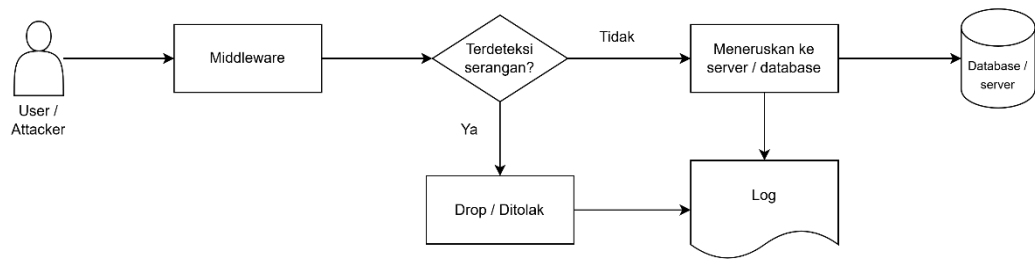 User /
Attacker
Middleware
Terdeteksi
serangan?
Tidak
Meneruskan ke
server / database
Database /
server
Ya
Drop / Ditolak
Log